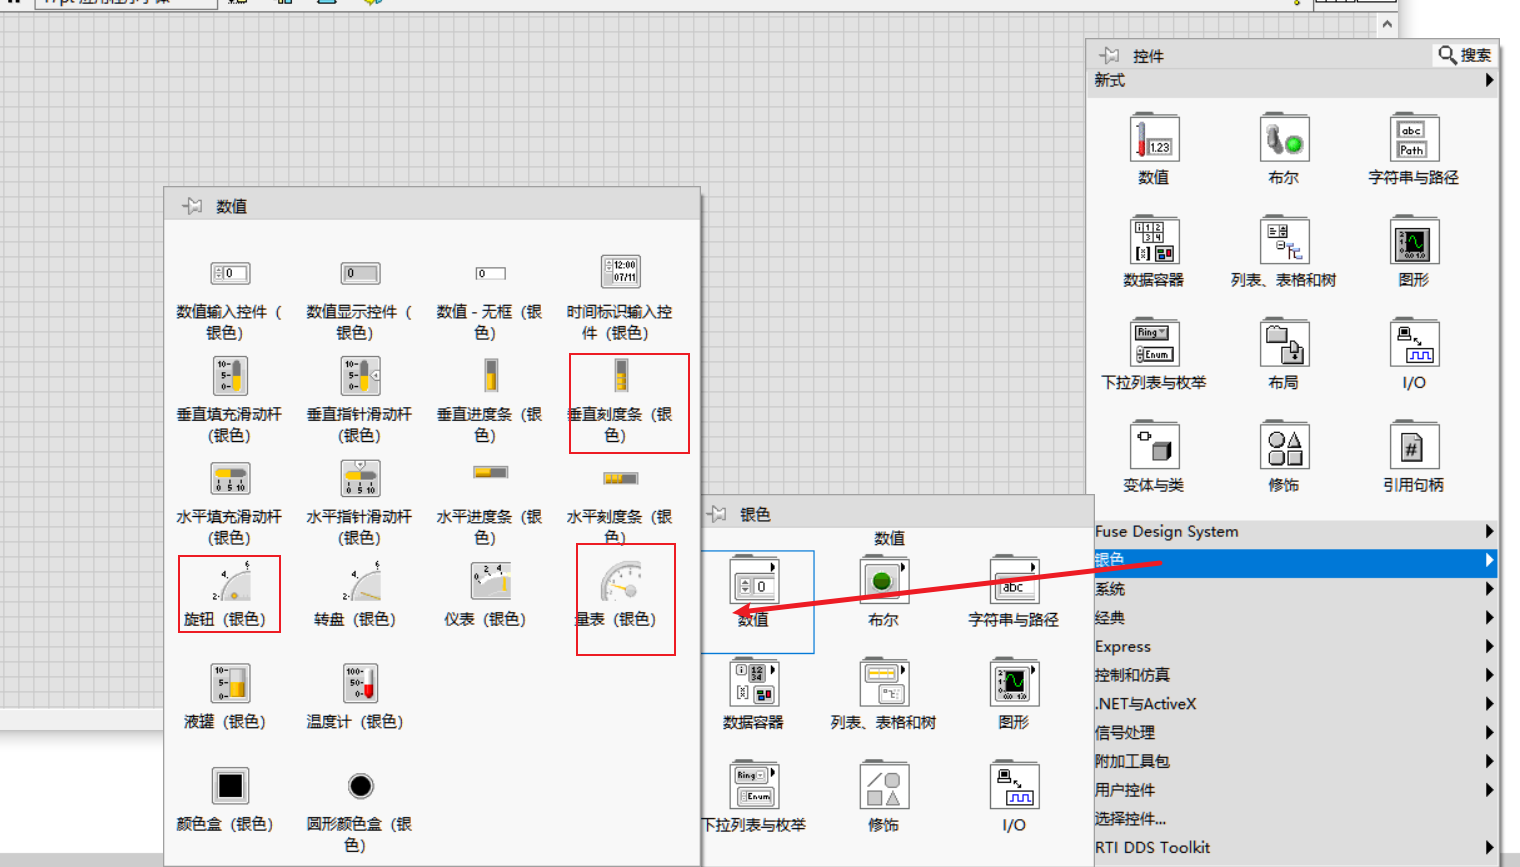 控件
搜索
新式
数值
布尔
字符串与路径
数据容器
列表、表格和树
图形
下拉列表与枚举
布局
I/O
变体与类
修饰
引用句柄
Fuse Design System
银色
系统
经典
Express
控制和仿真
.NET与ActiveX
信号处理
附加工具包
用户控件
选择控件...
RTI DDS Toolkit
银色
数值
数值
布尔
字符串与路径
数据容器
列表、表格和树
图形
下拉列表与枚举
修饰
I/O
数值
数值输入控件（
银色）
数值显示控件（
银色）
数值 - 无框（银
色）
时间标识输入控
件（银色）
垂直填充滑动杆
(银色）
垂直指针滑动杆
(银色）
垂直进度条（银
色）
垂直刻度条（银
色）
水平填充滑动杆
(银色）
水平指针滑动杆
(银色）
水平进度条（银
色）
水平刻度条（银
色）
旋钮（银色）
转盘（银色）
仪表（银色）
量表（银色）
液罐（银色）
温度计（银色）
颜色盒（银色）
圆形颜色盒（银
色）